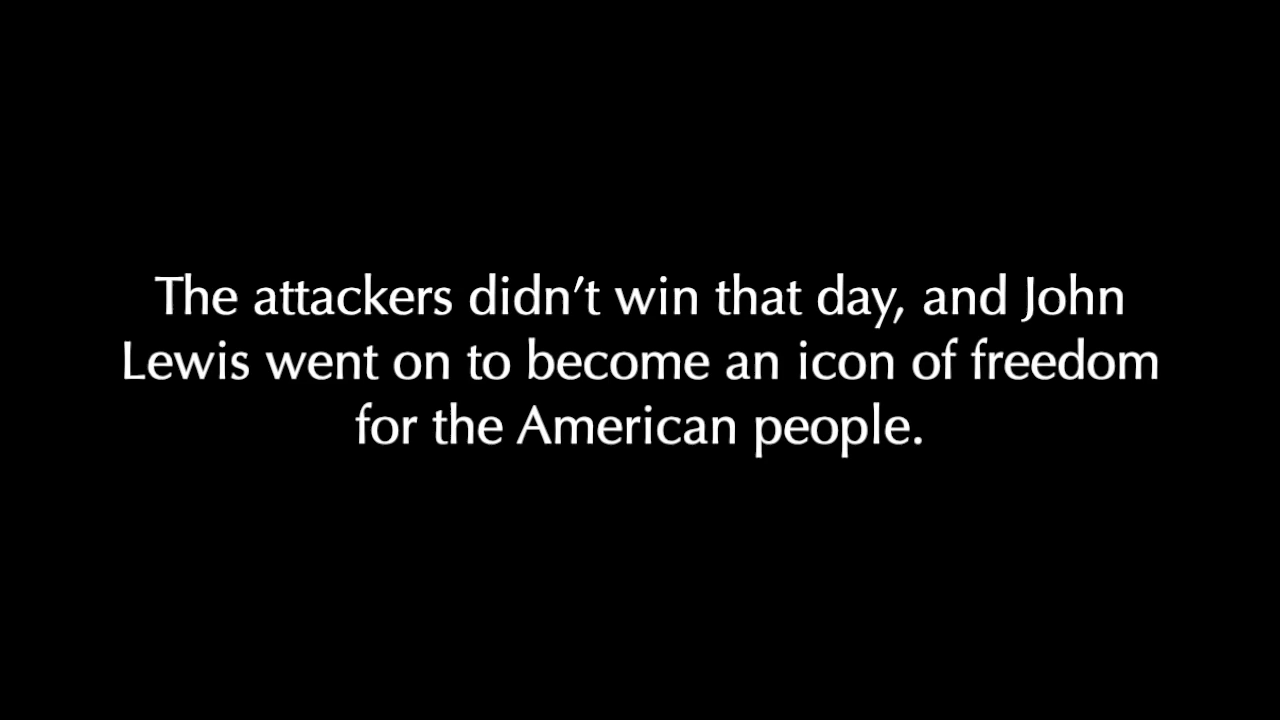 The attackers didn’t win that day, and John
Lewis went on to become an icon of freedom
for the American people.